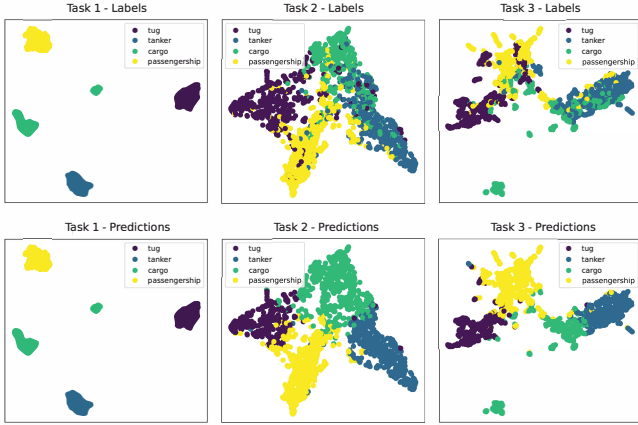 Task 1 - Labels
tug
tanker
cargo
passengership
Task 2 - Labels
tug
tanker
cargo
passengership
Task 3 - Labels
tug
tanker
cargo
passengership
Task 1 - Predictions
tug
tanker
cargo
passengership
Task 2 - Predictions
tug
tanker
cargo
passengership
Task 3 - Predictions
tug
tanker
cargo
passengership